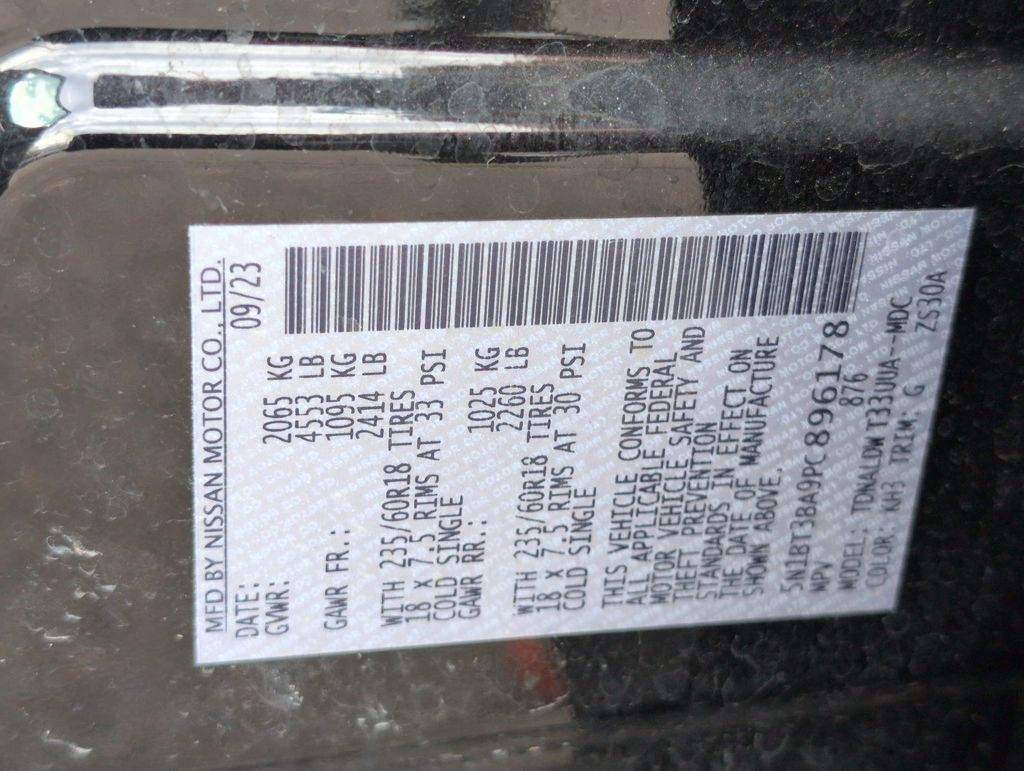 MFD BY NISSAN MOTOR CO., LTD.
DATE: 09/23
GVWR: 2065 KG
4553 LB
GAWR FR.: 1095 KG
2414 LB
WITH 235/60R18 TIRES
18 X 7.5 RIMS AT 33 PSI
COLD SINGLE
GAWR RR.: 1025 KG
2260 LB
WITH 235/60R18 TIRES
18 X 7.5 RIMS AT 30 PSI
COLD SINGLE
THIS VEHICLE CONFORMS TO
ALL APPLICABLE FEDERAL
MOTOR VEHICLE SAFETY AND
THEFT PREVENTION
STANDARDS IN EFFECT ON
THE DATE OF MANUFACTURE
SHOWN ABOVE.
5N1BT3BA9PC896178
MPV 876
MODEL: TDNALDW T33UUA--MDC
COLOR: KH3 TRIM: G ZS30A